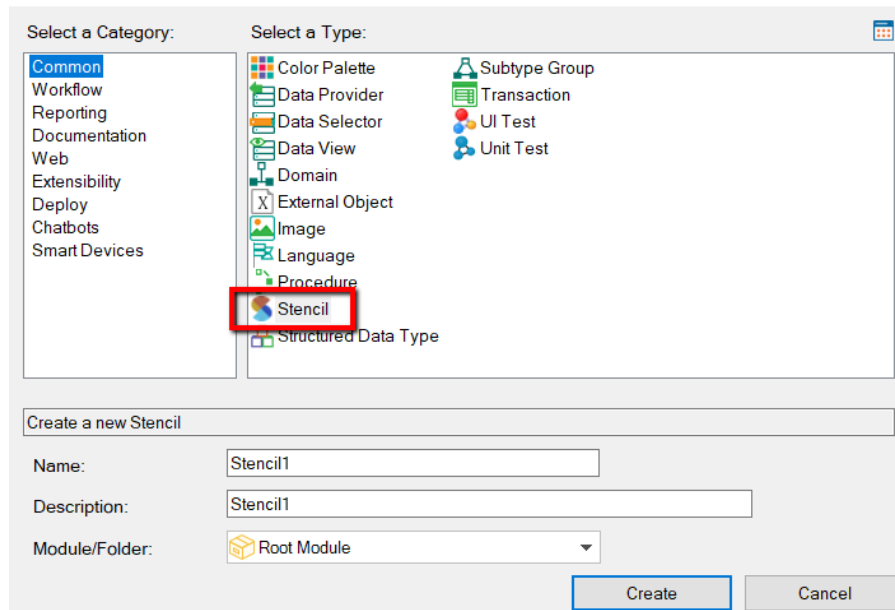 Select a Category:
Select a Type:
Common
Workflow
Reporting
Documentation
Web
Extensibility
Deploy
Chatbots
Smart Devices
Color Palette
Data Provider
Data Selector
Data View
Domain
External Object
Image
Language
Procedure
Stencil
Structured Data Type
Subtype Group
Transaction
UI Test
Unit Test
Create a new Stencil
Name:
Stencil1
Description:
Stencil1
Module/Folder:
Root Module
Create
Cancel